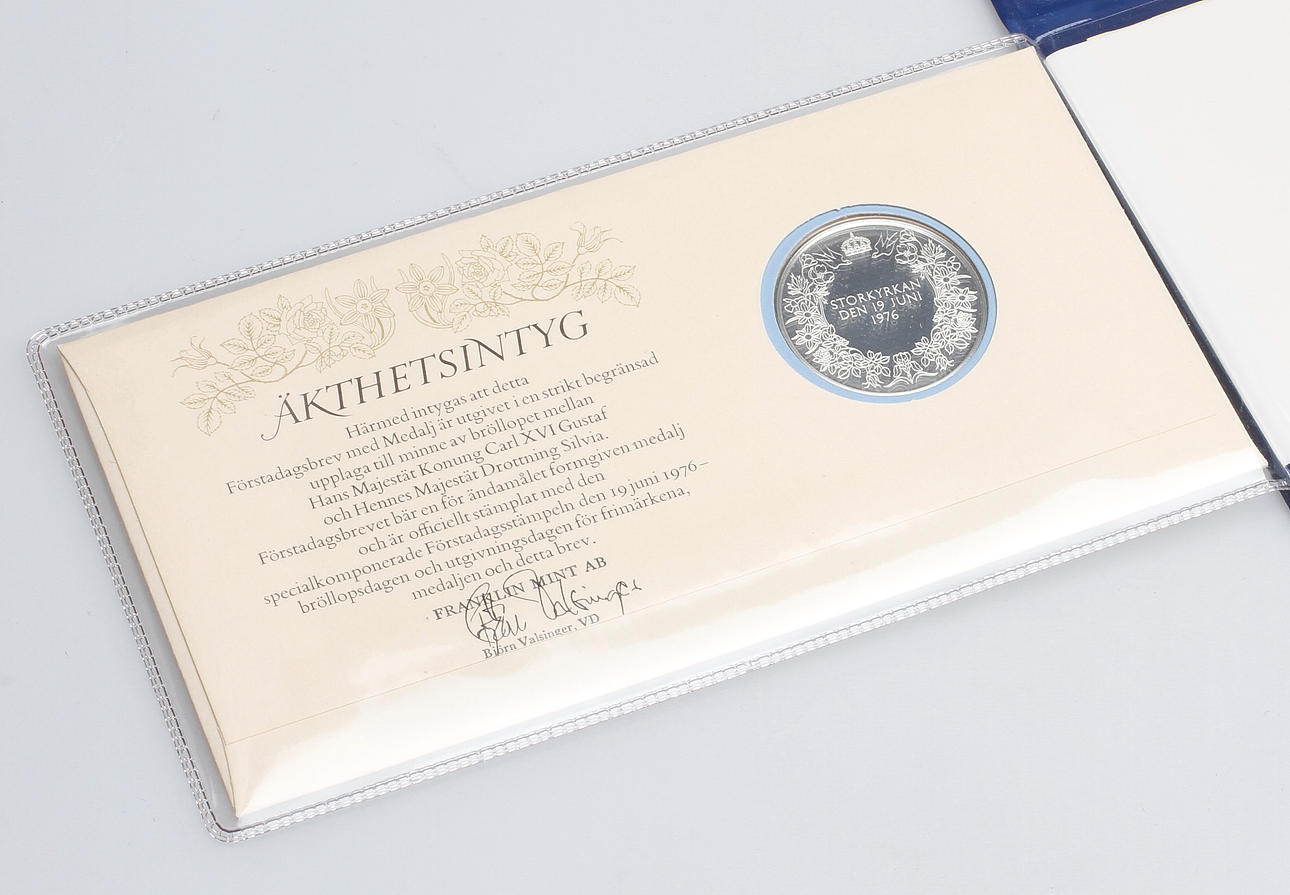 ÄKTHETSINTYG
Härmed intygas att detta
Förstadagsbrev med Medalj är utgivet i en strikt begränsad
upplaga till minne av bröllopet mellan
Hans Majestät Konung Carl XVI Gustaf
och Hennes Majestät Drottning Silvia.
Förstadagsbrevet bär en för ändamålet formgiven medalj
och är officiellt stämplat med den
specialkomponerade Förstadagsstämpeln den 19 juni 1976 –
bröllopsdagen och utgivningsdagen för frimärkena,
medaljen och detta brev.
FRANKLIN MINT AB
Björn Valsinger, VD
STORKYRKAN
DEN 19 JUNI
1976